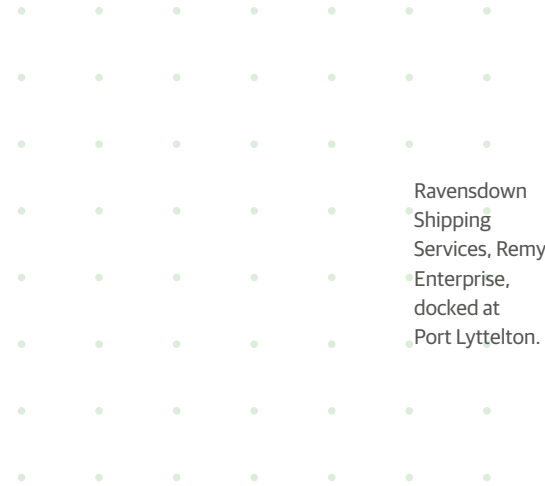 Ravensdown
Shipping
Services, Remy
Enterprise,
docked at
Port Lyttelton.